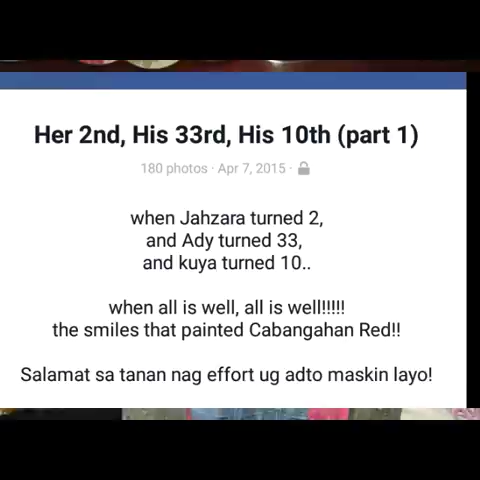 Her 2nd, His 33rd, His 10th (part 1)
180 photos · Apr 7, 2015 ·
when Jahzara turned 2,
and Ady turned 33,
and kuya turned 10..
when all is well, all is well!!!!!
the smiles that painted Cabangahan Red!!
Salamat sa tanan nag effort ug adto maskin layo!